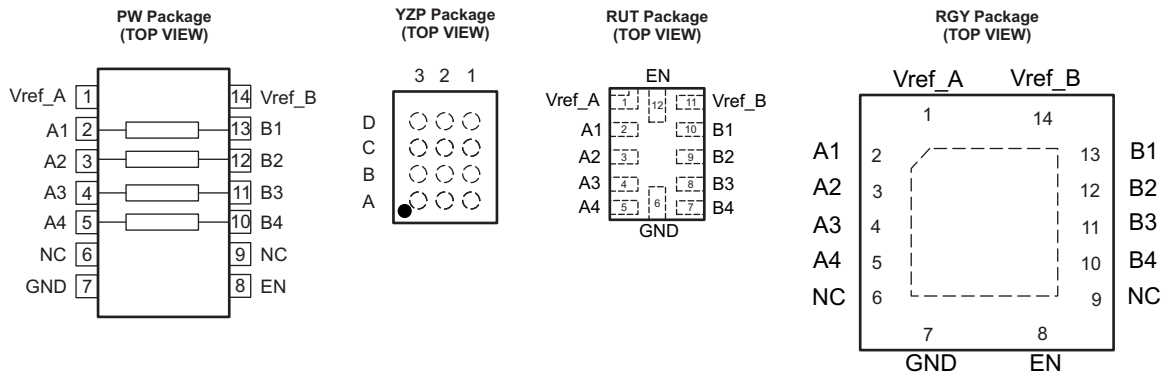 PW Package
(TOP VIEW)
Vref_A 1 14 Vref_B
A1 2 13 B1
A2 3 12 B2
A3 4 11 B3
A4 5 10 B4
NC 6 9 NC
GND 7 8 EN
YZP Package
(TOP VIEW)
3 2 1
D
C
B
A
RUT Package
(TOP VIEW)
EN
Vref_A 1 12 11 Vref_B
A1 2 10 B1
A2 3 9 B2
A3 4 8 B3
A4 5 6 7 B4
GND
RGY Package
(TOP VIEW)
Vref_A Vref_B
1 14
A1 2 13 B1
A2 3 12 B2
A3 4 11 B3
A4 5 10 B4
NC 6 9 NC
7 8
GND EN